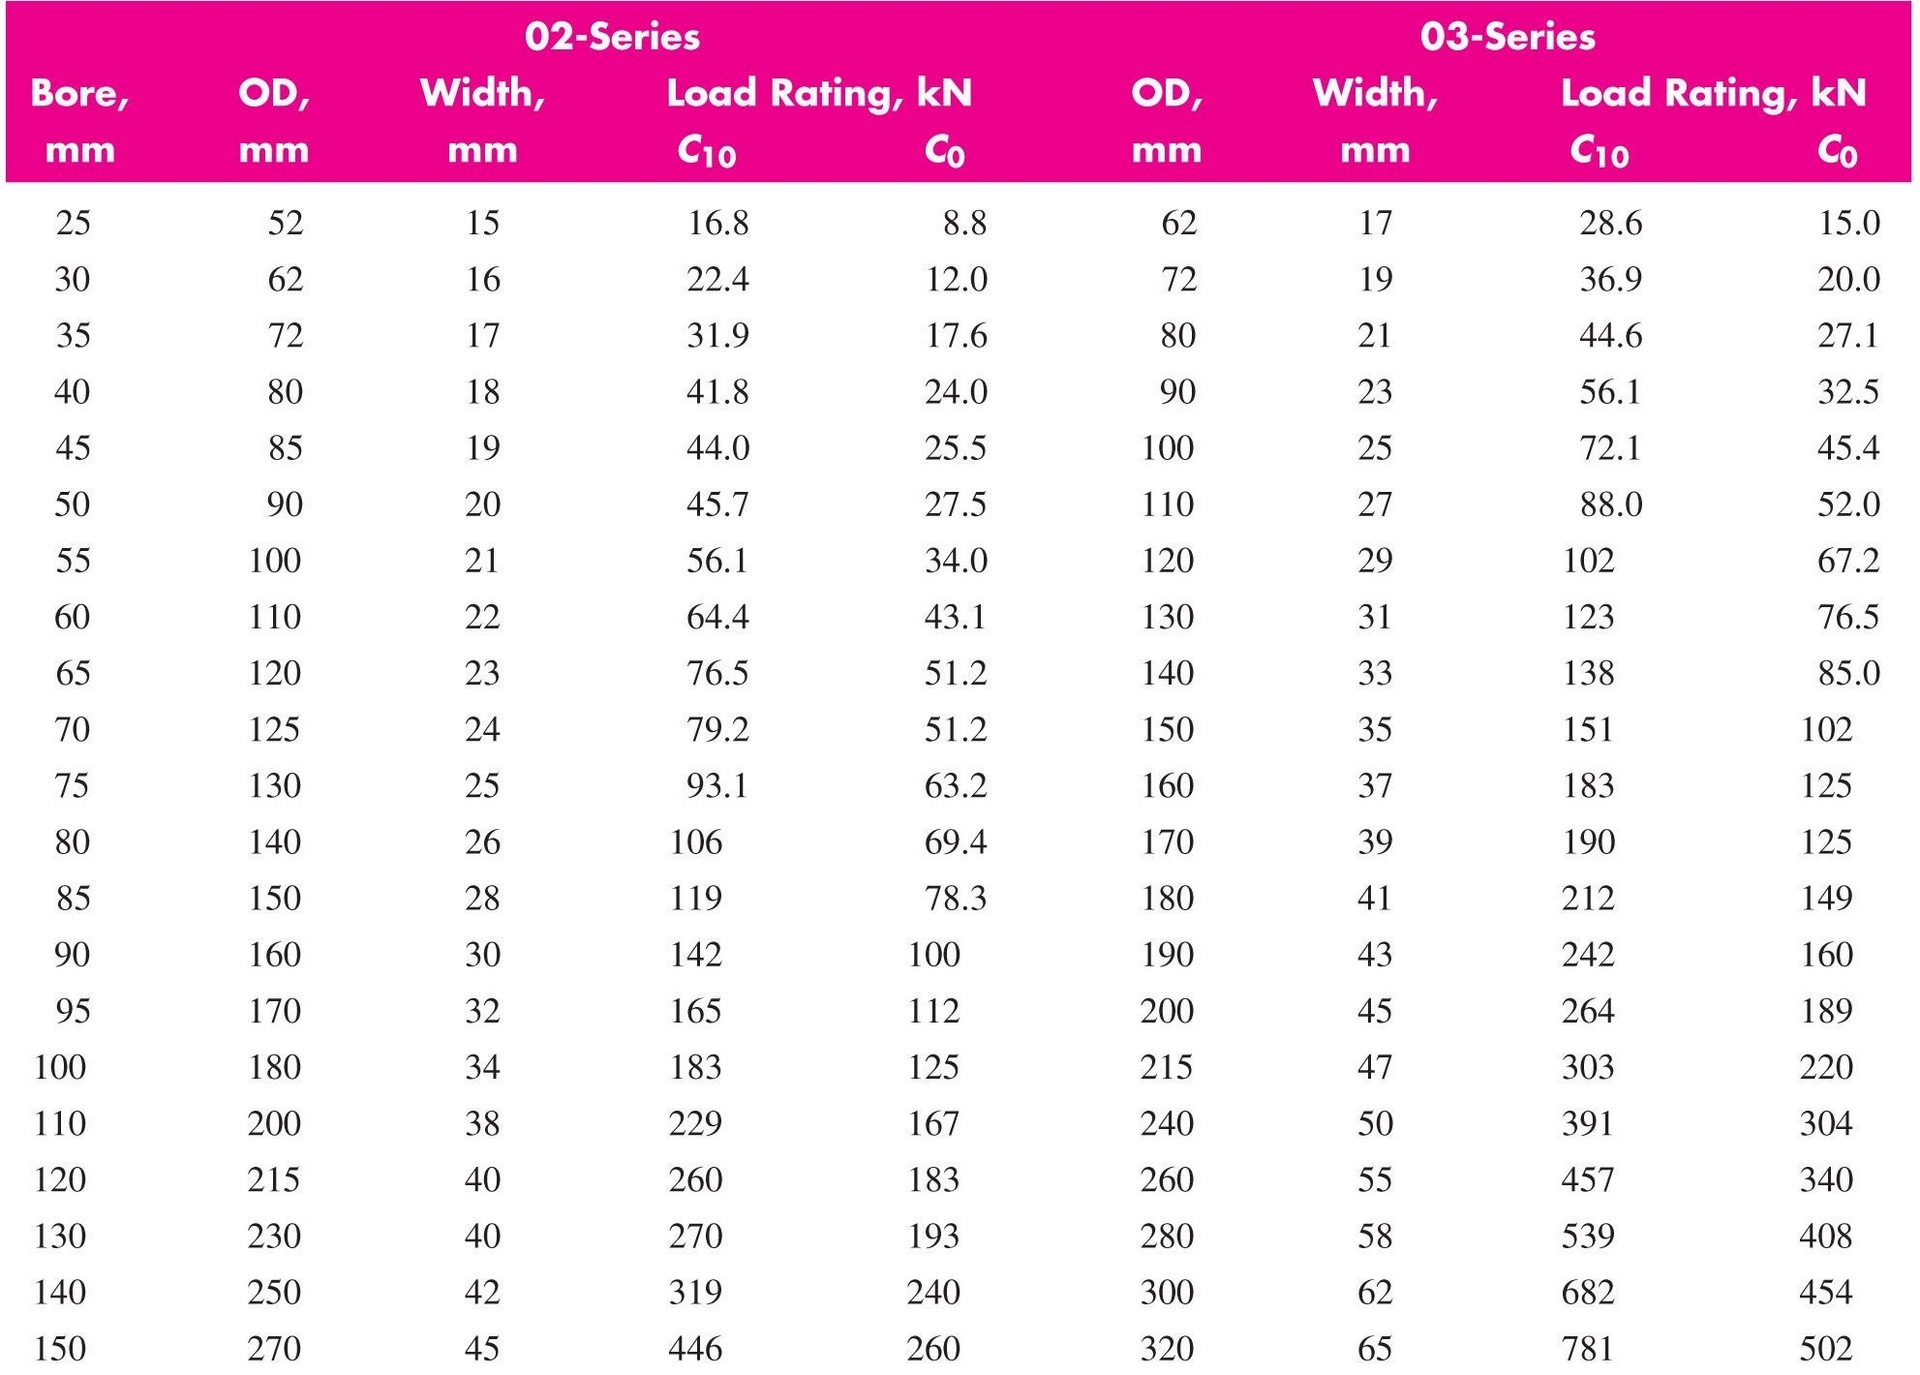 02-Series 03-Series
Bore, OD, Width, Load Rating, kN OD, Width, Load Rating, kN
mm mm mm C10 C0 mm mm C10 C0
25 52 15 16.8 8.8 62 17 28.6 15.0
30 62 16 22.4 12.0 72 19 36.9 20.0
35 72 17 31.9 17.6 80 21 44.6 27.1
40 80 18 41.8 24.0 90 23 56.1 32.5
45 85 19 44.0 25.5 100 25 72.1 45.4
50 90 20 45.7 27.5 110 27 88.0 52.0
55 100 21 56.1 34.0 120 29 102 67.2
60 110 22 64.4 43.1 130 31 123 76.5
65 120 23 76.5 51.2 140 33 138 85.0
70 125 24 79.2 51.2 150 35 151 102
75 130 25 93.1 63.2 160 37 183 125
80 140 26 106 69.4 170 39 190 125
85 150 28 119 78.3 180 41 212 149
90 160 30 142 100 190 43 242 160
95 170 32 165 112 200 45 264 189
100 180 34 183 125 215 47 303 220
110 200 38 229 167 240 50 391 304
120 215 40 260 183 260 55 457 340
130 230 40 270 193 280 58 539 408
140 250 42 319 240 300 62 682 454
150 270 45 446 260 320 65 781 502